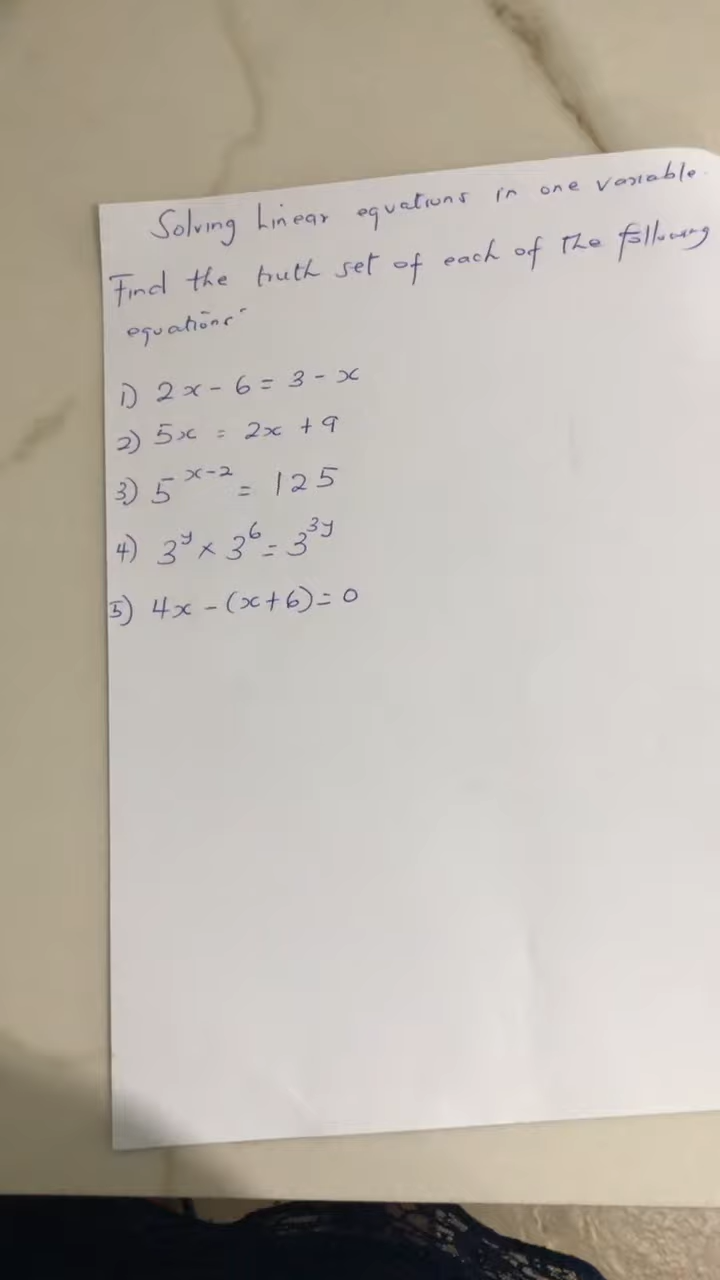 Solving Linear equations in one variable.
Find the truth set of each of the following
equations.
1) 2x - 6 = 3 - x
2) 5x = 2x + 9
3) 5^{x-2} = 125
4) 3^y × 3^6 = 3^{3y}
5) 4x - (x + 6) = 0